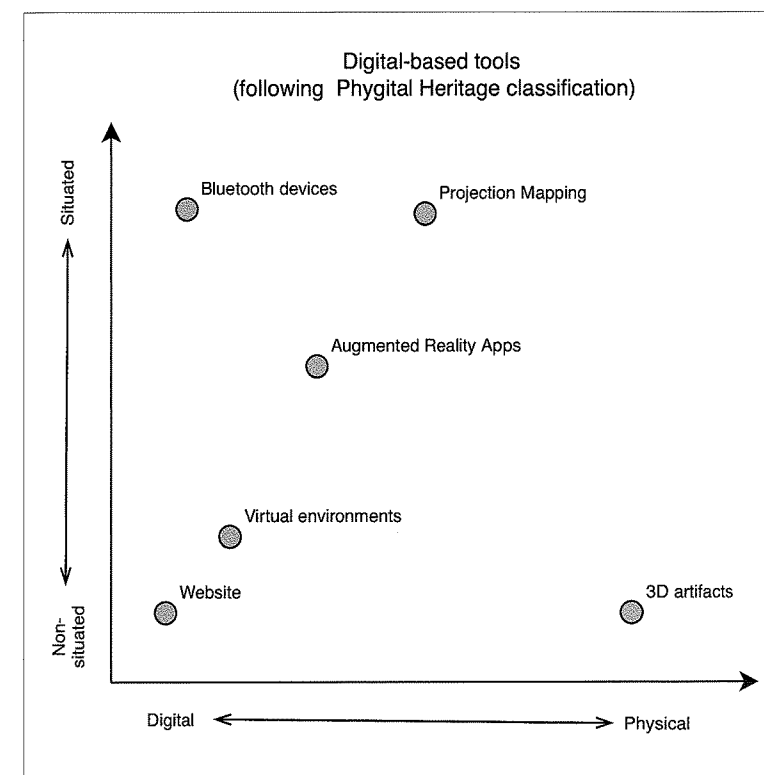 Digital-based tools
(following Phygital Heritage classification)
Situated
Bluetooth devices
Projection Mapping
Augmented Reality Apps
Virtual environments
Website
3D artifacts
Non-
situated
Digital
Physical